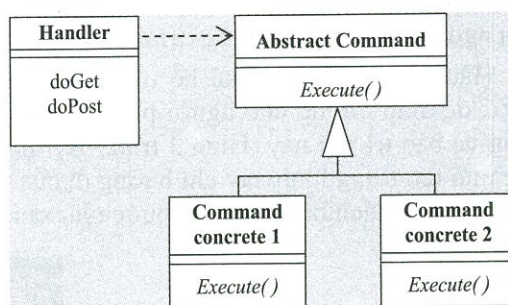 Handler
doGet
doPost
Abstract Command
Execute()
Command
concrete 1
Execute()
Command
concrete 2
Execute()